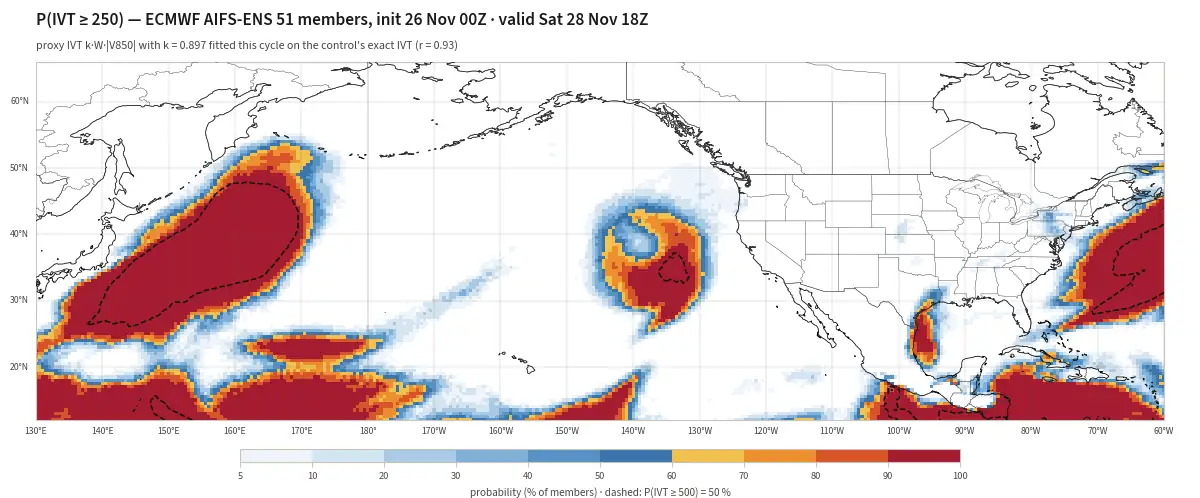 P(IVT ≥ 250) — ECMWF AIFS-ENS 51 members, init 26 Nov 00Z · valid Sat 28 Nov 18Z
proxy IVT k·W·|V850| with k = 0.897 fitted this cycle on the control's exact IVT (r = 0.93)
60°N
50°N
40°N
30°N
20°N
130°E 140°E 150°E 160°E 170°E 180° 170°W 160°W 150°W 140°W 130°W 120°W 110°W 100°W 90°W 80°W 70°W 60°W
5 10 20 30 40 50 60 70 80 90 100
probability (% of members) · dashed: P(IVT ≥ 500) = 50 %